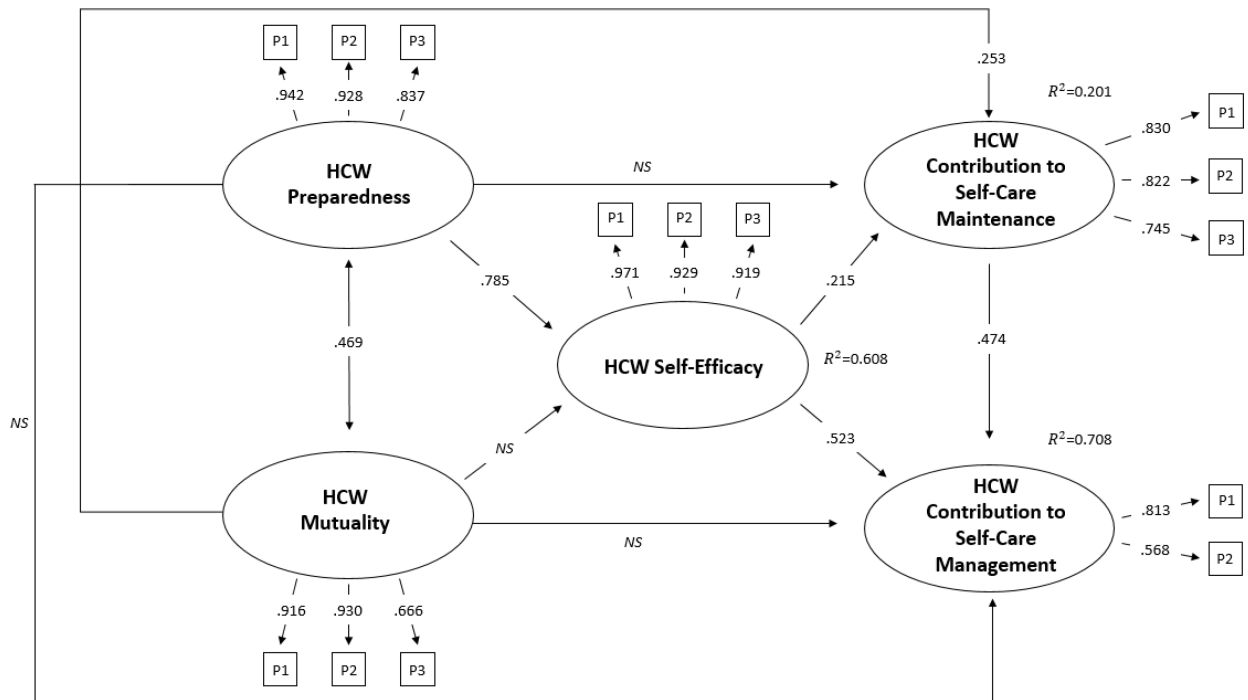 P1
P2
P3
.942
.928
.837
HCW
Preparedness
.253
R²=0.201
HCW
Contribution to
Self-Care
Maintenance
.830
.822
.745
P1
P2
P3
NS
P1
P2
P3
.971
.929
.919
.785
.215
HCW Self-Efficacy
R²=0.608
.469
.474
NS
NS
.523
R²=0.708
HCW
Mutuality
NS
HCW
Contribution to
Self-Care
Management
.813
.568
P1
P2
.916
.930
.666
P1
P2
P3